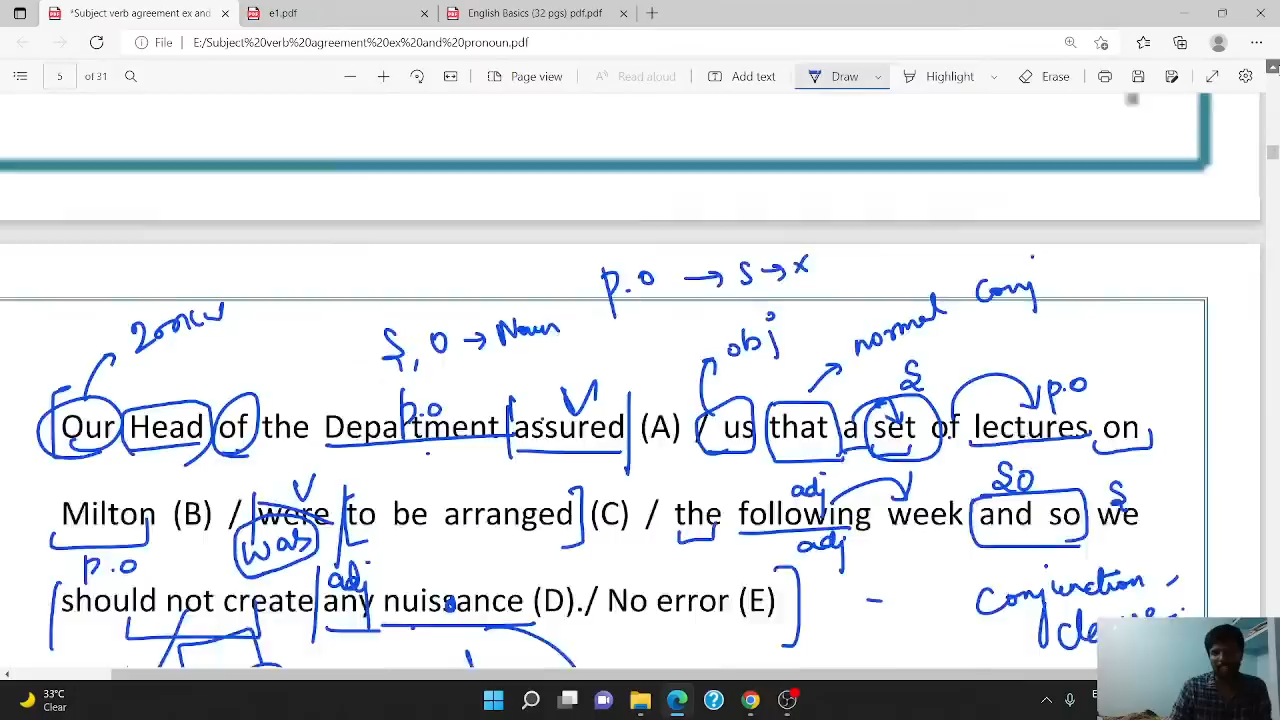 *Subject verb agreement ex and
e1.pdf
English Basics (32 pgs) pdf.pdf
File E:/Subject%20verb%20agreement%20ex%20and%20pronoun.pdf
5 of 31 Page view Read aloud Add text Draw Highlight Erase
p.o → S → x
S, O → Noun
obj
normal Conj
S
p.o
p.o
V
Our Head of the Department assured (A) / us that a set of lectures on
V
adj
SO
S
Milton (B) / were to be arranged (C) / the following week and so we
was
p.o
adj
adj
Conjunction
should not create any nuissance (D)./ No error (E)
33°C
Clear